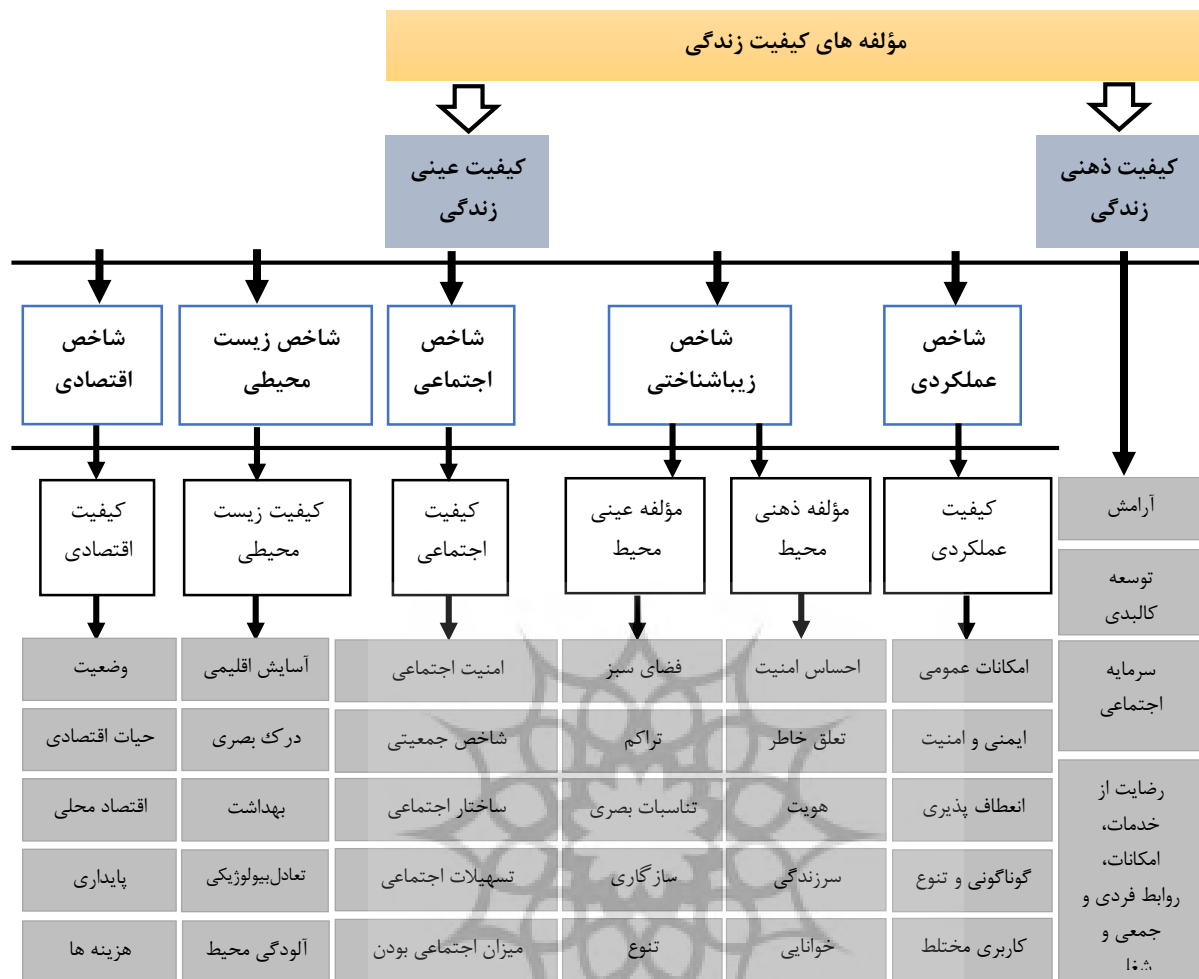 مؤلفه های کیفیت زندگی
کیفیت ذهنی
زندگی
کیفیت عینی
زندگی
شاخص
عملکردی
شاخص
زیباشناختی
شاخص
اجتماعی
شاخص زیست
محیطی
شاخص
اقتصادی
آرامش
توسعه
کالبدی
سرمایه
اجتماعی
رضایت از
خدمات،
امکانات،
روابط فردی و
جمعی و
کیفیت
عملکردی
مؤلفه ذهنی
محیط
مؤلفه عینی
محیط
کیفیت
اجتماعی
کیفیت زیست
محیطی
کیفیت
اقتصادی
امکانات عمومی
احساس امنیت
فضای سبز
امنیت اجتماعی
آسایش اقلیمی
وضعیت
ایمنی و امنیت
تعلق خاطر
تراکم
شاخص جمعیتی
درک بصری
حیات اقتصادی
انعطاف پذیری
هویت
تناسبات بصری
ساختار اجتماعی
بهداشت
اقتصاد محلی
گوناگونی و تنوع
سرزندگی
سازگاری
تسهیلات اجتماعی
تعادل‌بیولوژیکی
پایداری
کاربری مختلط
خوانایی
تنوع
میزان اجتماعی بودن
آلودگی محیط
هزینه ها